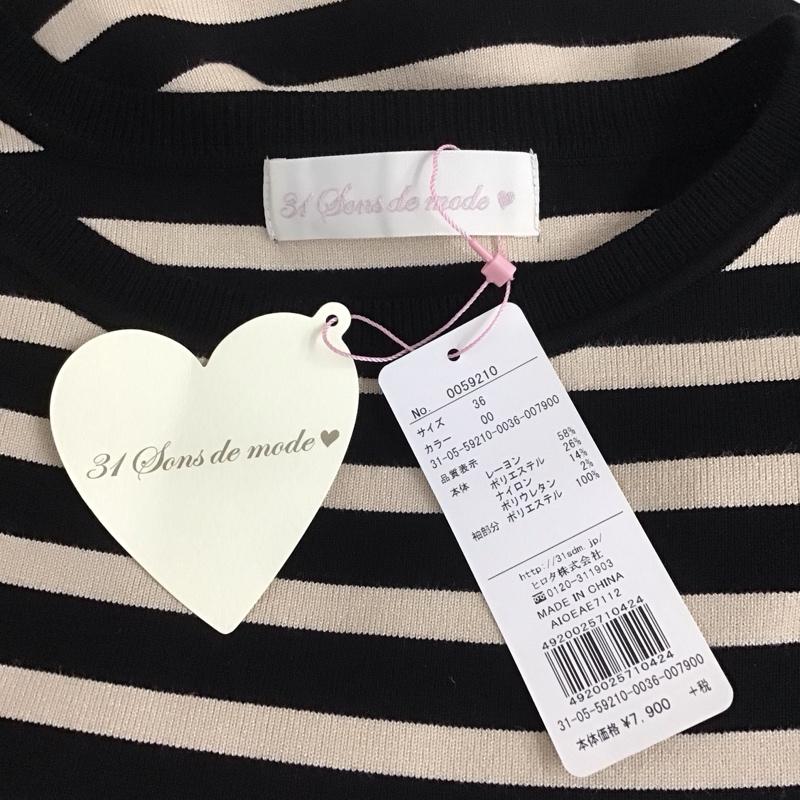 31 Sons de mode ♥
31 Sons de mode ♥
No. 0059210
サイズ 36
カラー 00
31-05-59210-0036-007900
品質表示
本体 レーヨン 58%
ポリエステル 26%
ナイロン 14%
ポリウレタン 2%
袖部分 ポリエステル 100%
http://31sdm.jp/
ヒロタ株式会社
0120-311903
MADE IN CHINA
AIOEAE7112
4920025710424
4920025710424
31-05-59210-0036-007900
本体価格 ¥7,900 +税